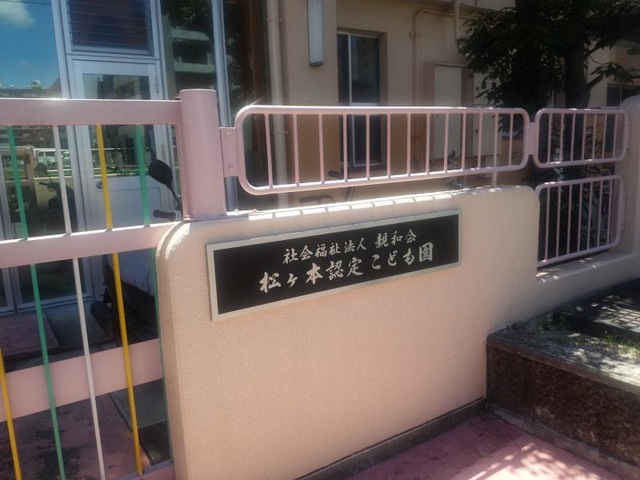 社会福祉法人 親和会
松ヶ本認定こども園